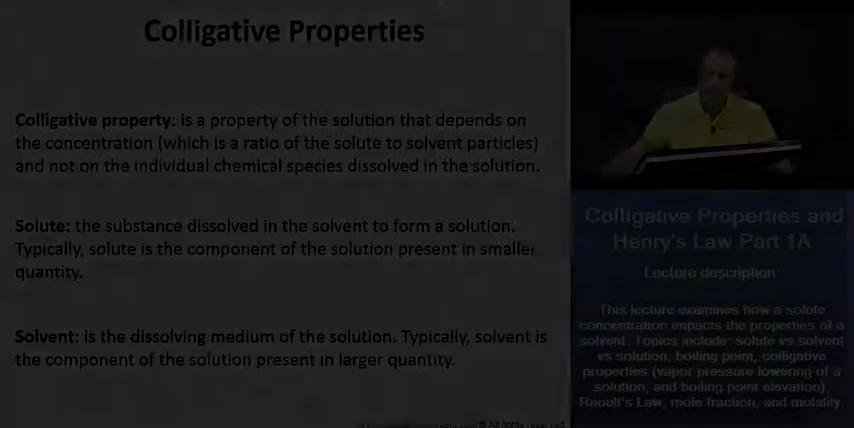 Colligative Properties
Colligative property: is a property of the solution that depends on
the concentration (which is a ratio of the solute to solvent particles)
and not on the individual chemical species dissolved in the solution.
Solute: the substance dissolved in the solvent to form a solution.
Typically, solute is the component of the solution present in smaller
quantity.
Solvent: is the dissolving medium of the solution. Typically, solvent is
the component of the solution present in larger quantity.
© All rights reserved
Colligative Properties and
Henry's Law Part 1A
Lecture description
This lecture examines how a solute
concentration impacts the properties of a
solvent. Topics include: solute vs solvent
vs solution, boiling point, colligative
properties (vapor pressure lowering of a
solution, and boiling point elevation),
Raoult's Law, mole fraction, and molality